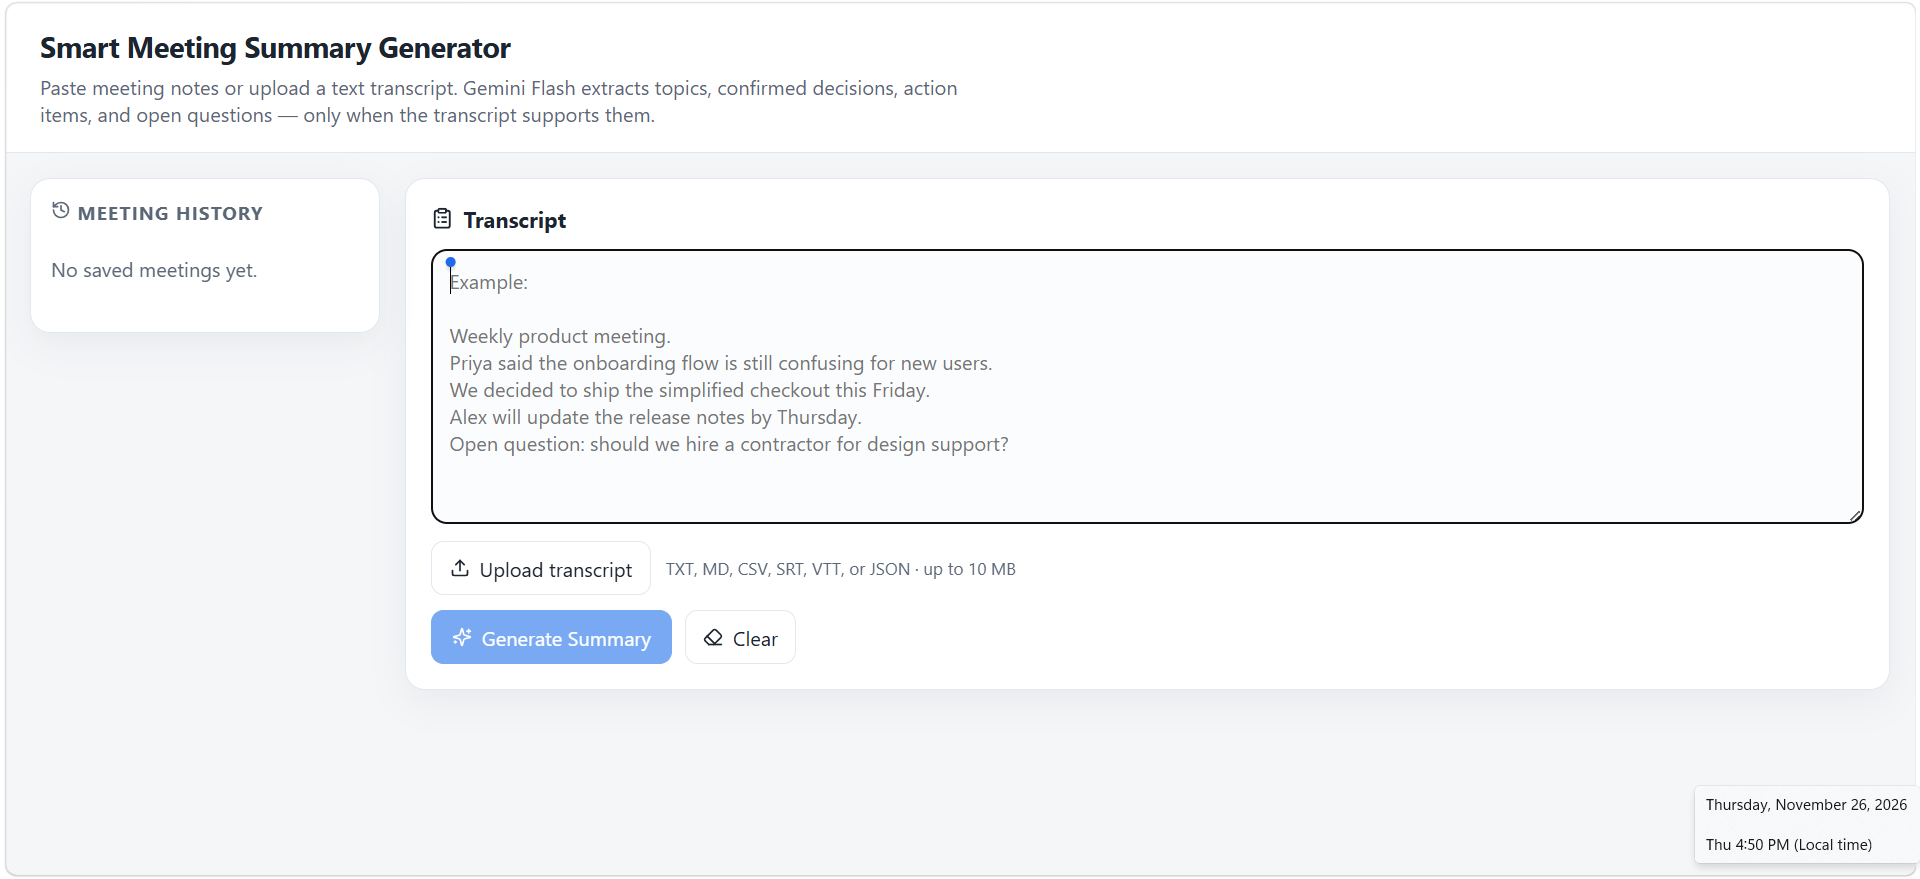 Smart Meeting Summary Generator
Paste meeting notes or upload a text transcript. Gemini Flash extracts topics, confirmed decisions, action
items, and open questions — only when the transcript supports them.
MEETING HISTORY
No saved meetings yet.
Transcript
Example:
Weekly product meeting.
Priya said the onboarding flow is still confusing for new users.
We decided to ship the simplified checkout this Friday.
Alex will update the release notes by Thursday.
Open question: should we hire a contractor for design support?
Upload transcript
TXT, MD, CSV, SRT, VTT, or JSON · up to 10 MB
Generate Summary
Clear
Thursday, November 26, 2026
Thu 4:50 PM (Local time)